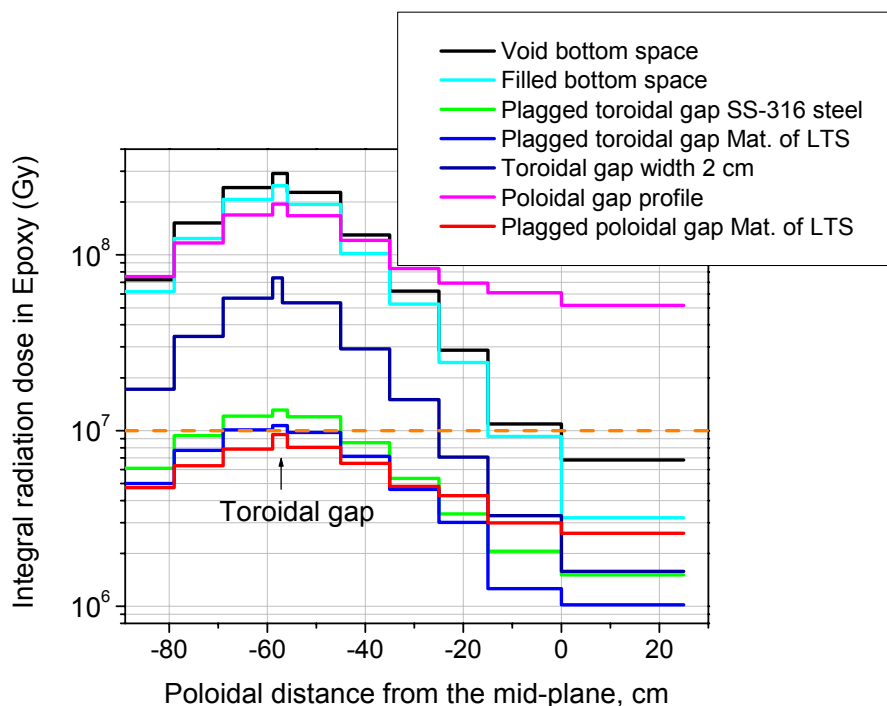 Void bottom space
Filled bottom space
Plagged toroidal gap SS-316 steel
Plagged toroidal gap Mat. of LTS
Toroidal gap width 2 cm
Poloidal gap profile
Plagged poloidal gap Mat. of LTS
Integral radiation dose in Epoxy (Gy)
10⁸
10⁷
10⁶
Toroidal gap
-80 -60 -40 -20 0 20
Poloidal distance from the mid-plane, cm